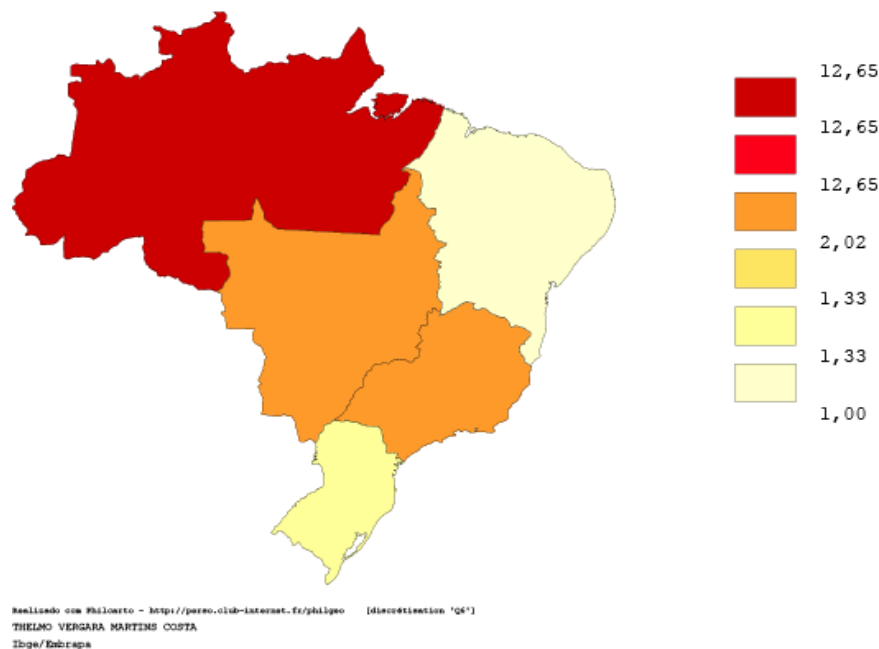 12,65
12,65
12,65
2,02
1,33
1,33
1,00
Realizado com Philcarto - http://perso.club-internet.fr/philgeo [discrétisation 'Q6']
THELMO VERGARA MARTINS COSTA
Ibge/Embrapa